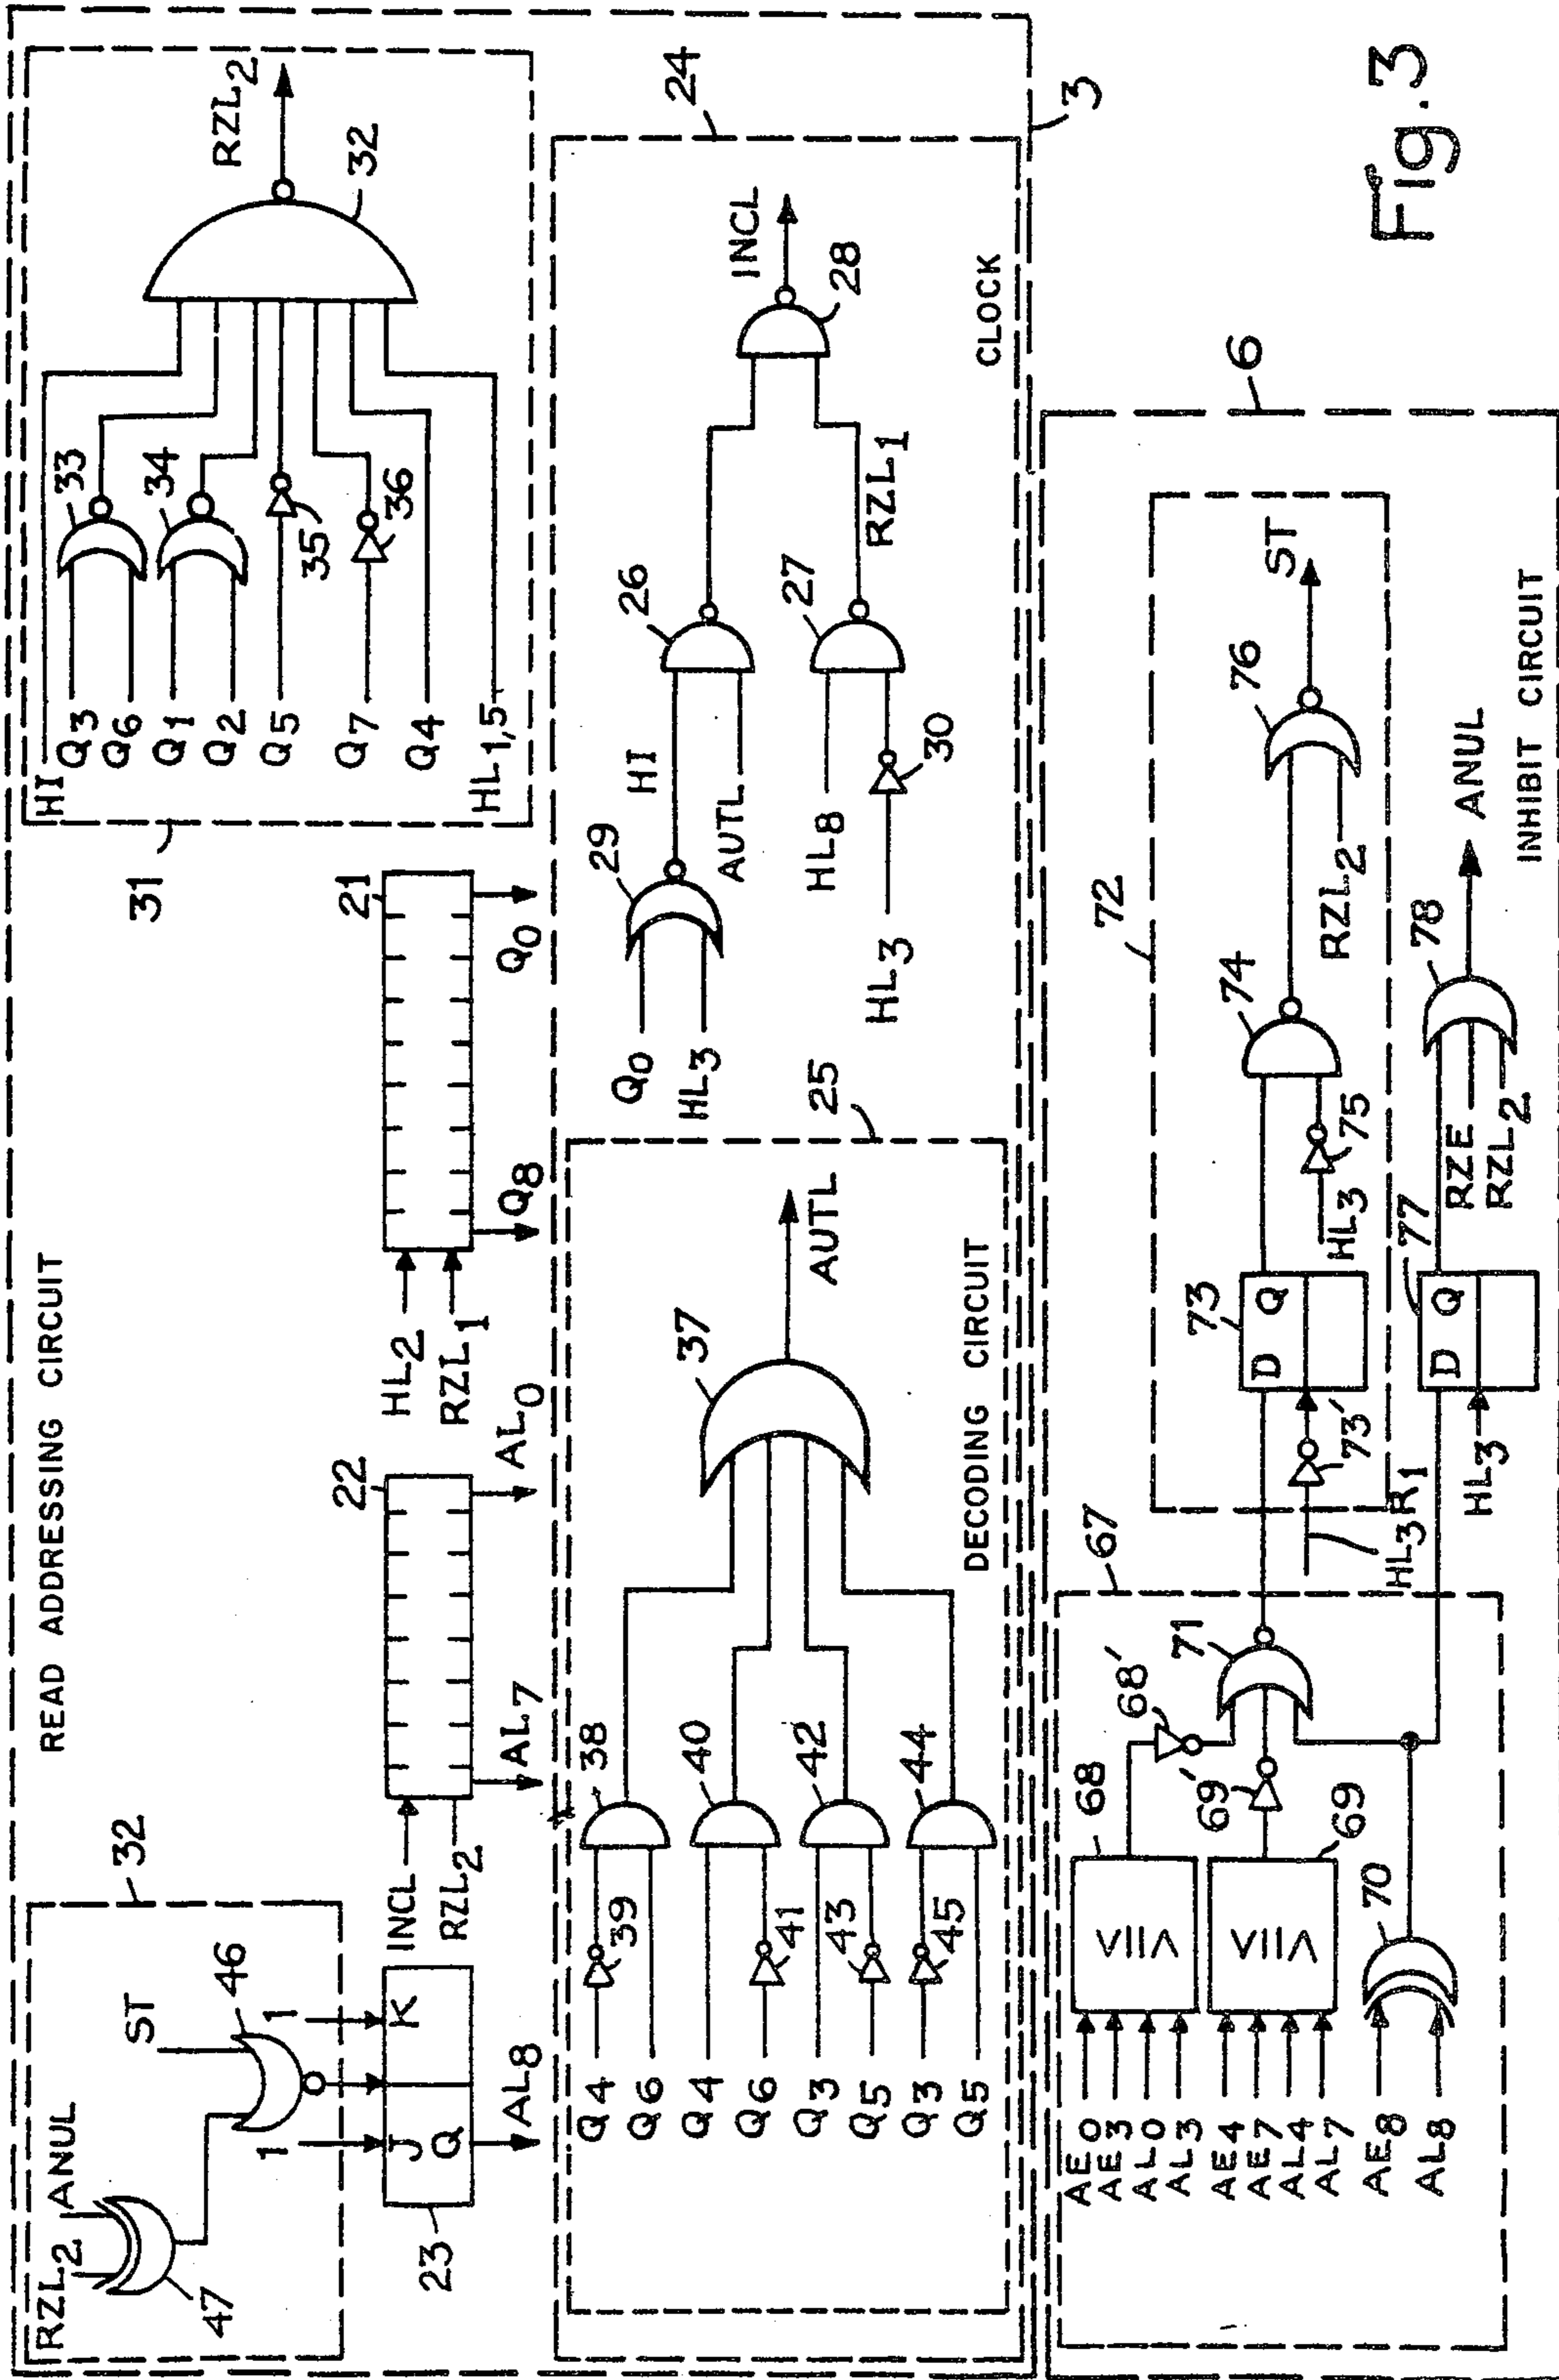 READ ADDRESSING CIRCUIT
RZL2
ANUL
ST
47
46
32
1
1
J
K
Q
23
AL8
INCL
RZL2
22
AL7
AL0
HL2
RZL1
21
Q8
Q0
31
HI
Q3
Q6
Q1
Q2
Q5
Q7
Q4
HL1,5
33
34
35
36
32
RZL2
Q4
Q6
Q4
Q6
Q3
Q5
Q3
Q5
39
41
43
45
38
40
42
44
37
AUTL
DECODING CIRCUIT
25
Q0
HL3
29
HI
AUTL
HL8
HL3
30
26
27
RZL1
28
INCL
CLOCK
24
3
AE0
AE3
AL0
AL3
AE4
AE7
AL4
AL7
AE8
AL8
68
69
70
68'
69'
71
67
HL3R1
73'
73
D
Q
HL3
75
74
72
RZL2
76
ST
HL3
77
D
Q
RZE
RZL2
78
ANUL
INHIBIT CIRCUIT
6
Fig.3